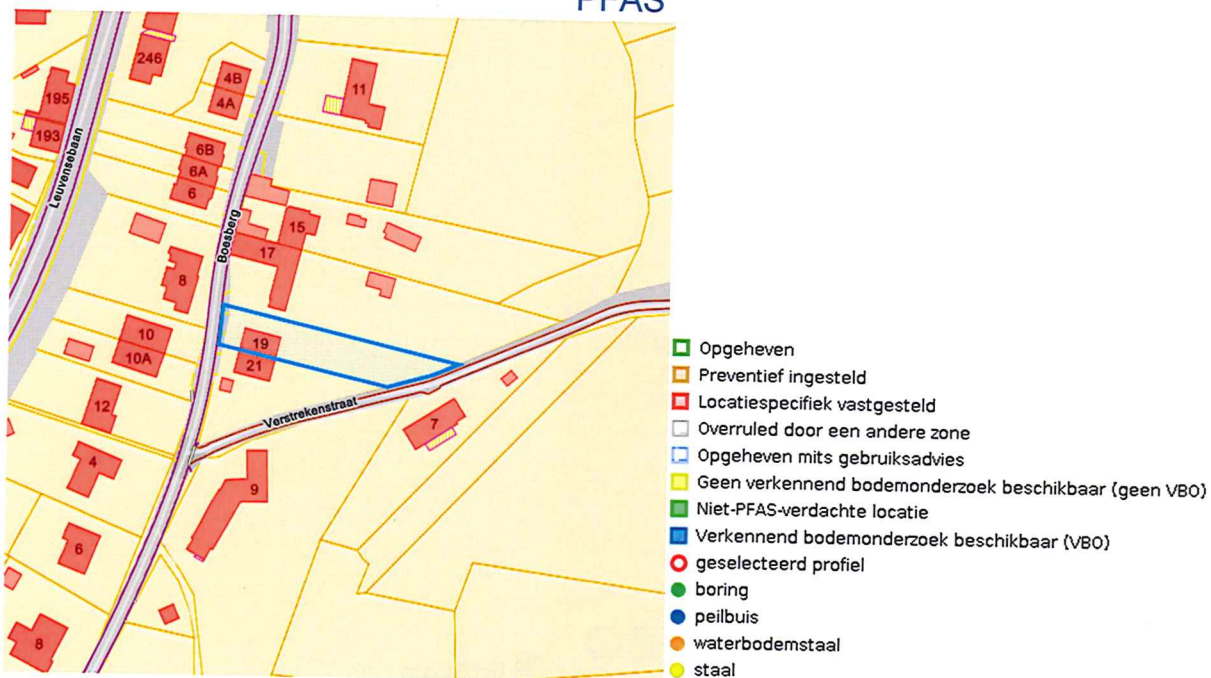 PFAS
246
4B
4A
11
195
193
Leuvensebaan
6B
6A
6
Boesberg
15
17
8
10
10A
19
21
12
Verstrekenstraat
7
4
9
6
8
Opgeheven
Preventief ingesteld
Locatiespecifiek vastgesteld
Overruled door een andere zone
Opgeheven mits gebruiksadvies
Geen verkennend bodemonderzoek beschikbaar (geen VBO)
Niet-PFAS-verdachte locatie
Verkennend bodemonderzoek beschikbaar (VBO)
geselecteerd profiel
boring
peilbuis
waterbodemstaal
staal